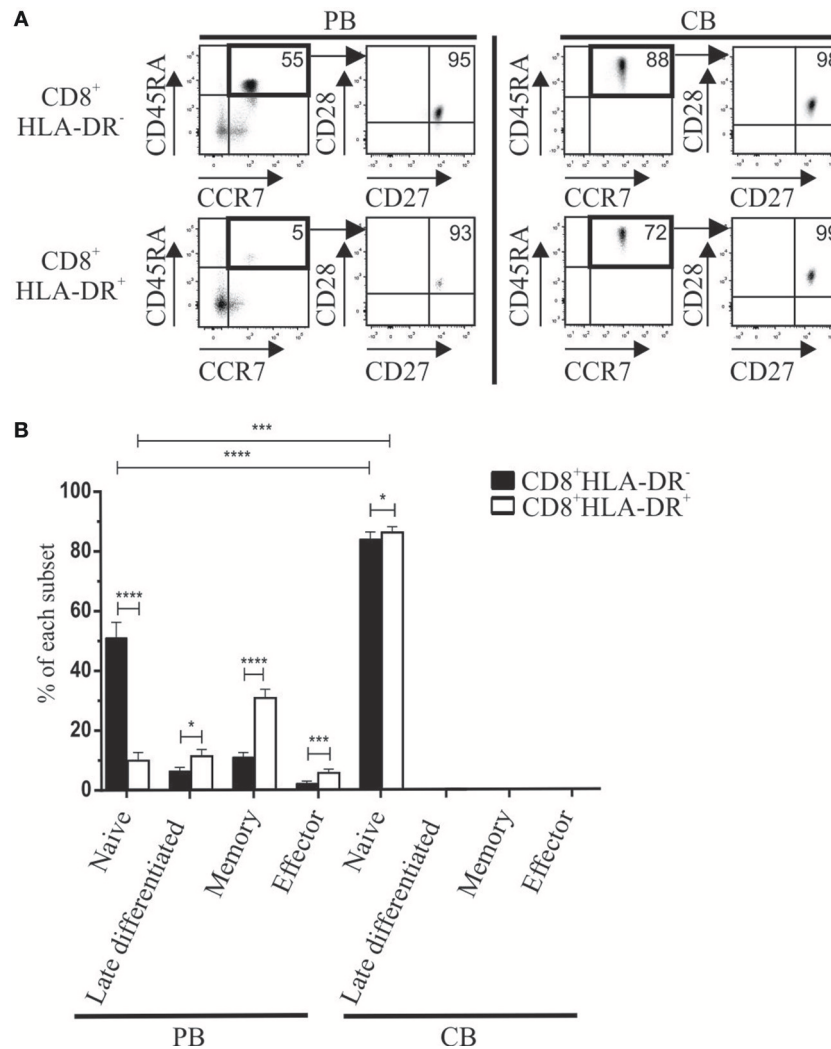 A
PB
CB
CD8⁺
HLA-DR⁻
CD45RA
55
CCR7
CD28
95
CD27
CD45RA
88
CCR7
CD28
98
CD27
CD8⁺
HLA-DR⁺
CD45RA
5
CCR7
CD28
93
CD27
CD45RA
72
CCR7
CD28
99
CD27
B
***
****
CD8⁺HLA-DR⁻
CD8⁺HLA-DR⁺
% of each subset
100
80
60
40
20
0
****
*
****
***
*
Naive
Late differentiated
Memory
Effector
Naive
Late differentiated
Memory
Effector
PB
CB